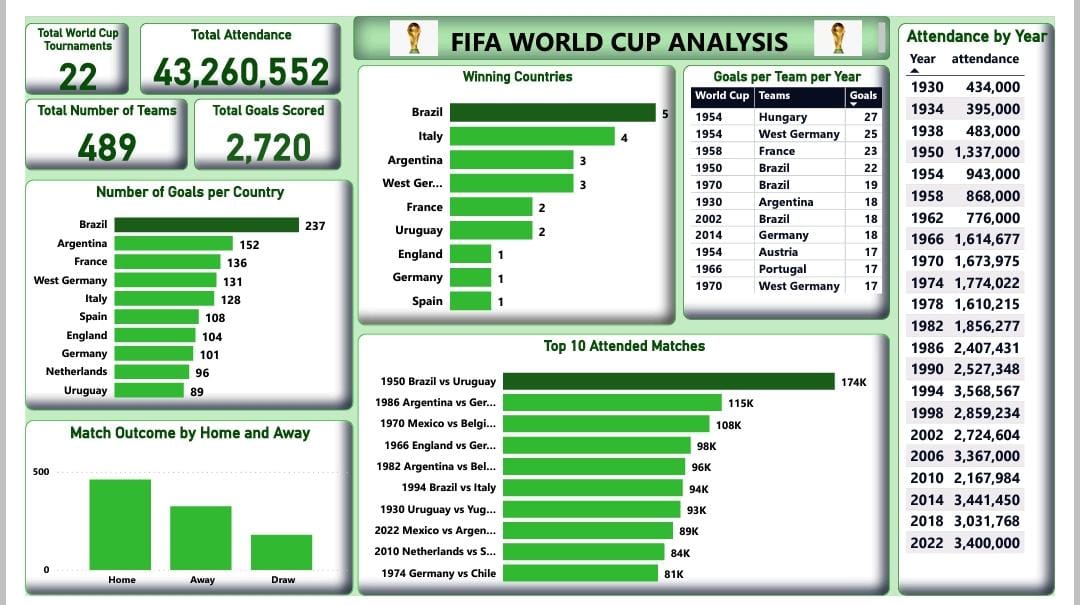 Total World Cup
Tournaments
22
Total Attendance
43,260,552
Total Number of Teams
489
Total Goals Scored
2,720
FIFA WORLD CUP ANALYSIS
Number of Goals per Country
Brazil 237
Argentina 152
France 136
West Germany 131
Italy 128
Spain 108
England 104
Germany 101
Netherlands 96
Uruguay 89
Match Outcome by Home and Away
500
0
Home Away Draw
Winning Countries
Brazil 5
Italy 4
Argentina 3
West Ger... 3
France 2
Uruguay 2
England 1
Germany 1
Spain 1
Goals per Team per Year
World Cup Teams Goals
1954 Hungary 27
1954 West Germany 25
1958 France 23
1950 Brazil 22
1970 Brazil 19
1930 Argentina 18
2002 Brazil 18
2014 Germany 18
1954 Austria 17
1966 Portugal 17
1970 West Germany 17
Top 10 Attended Matches
1950 Brazil vs Uruguay 174K
1986 Argentina vs Ger... 115K
1970 Mexico vs Belgi... 108K
1966 England vs Ger... 98K
1982 Argentina vs Bel... 96K
1994 Brazil vs Italy 94K
1930 Uruguay vs Yug... 93K
2022 Mexico vs Argen... 89K
2010 Netherlands vs S... 84K
1974 Germany vs Chile 81K
Attendance by Year
Year attendance
1930 434,000
1934 395,000
1938 483,000
1950 1,337,000
1954 943,000
1958 868,000
1962 776,000
1966 1,614,677
1970 1,673,975
1974 1,774,022
1978 1,610,215
1982 1,856,277
1986 2,407,431
1990 2,527,348
1994 3,568,567
1998 2,859,234
2002 2,724,604
2006 3,367,000
2010 2,167,984
2014 3,441,450
2018 3,031,768
2022 3,400,000